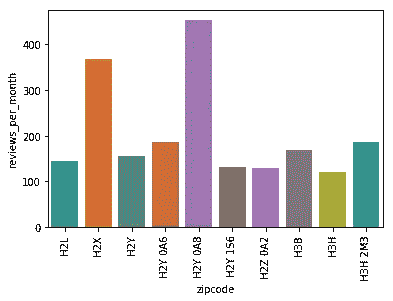 400
300
200
100
0
reviews_per_month
H2L
H2X
H2Y
H2Y 0A6
H2Y 0A8
H2Y 1S6
H2Z 0A2
H3B
H3H
H3H 2M3
zipcode